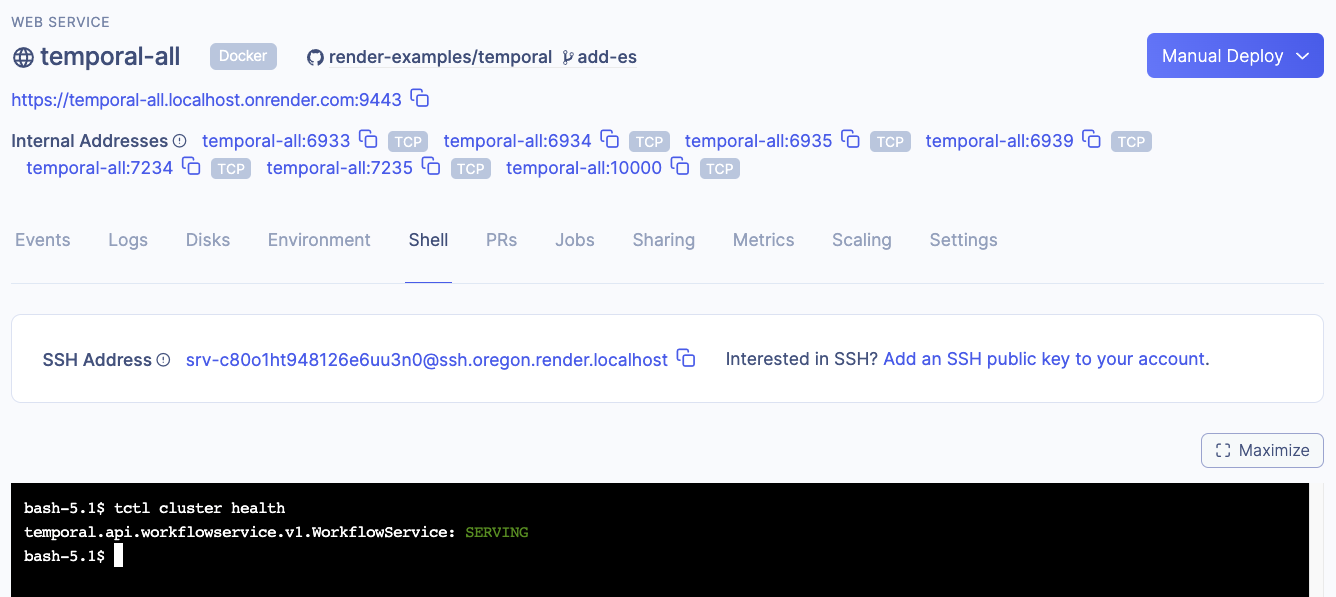 WEB SERVICE
temporal-all Docker render-examples/temporal add-es Manual Deploy
https://temporal-all.localhost.onrender.com:9443
Internal Addresses temporal-all:6933 TCP temporal-all:6934 TCP temporal-all:6935 TCP temporal-all:6939 TCP
temporal-all:7234 TCP temporal-all:7235 TCP temporal-all:10000 TCP
Events Logs Disks Environment Shell PRs Jobs Sharing Metrics Scaling Settings
SSH Address srv-c80o1ht948126e6uu3n0@ssh.oregon.render.localhost Interested in SSH? Add an SSH public key to your account.
Maximize
bash-5.1$ tctl cluster health
temporal.api.workflowservice.v1.WorkflowService: SERVING
bash-5.1$